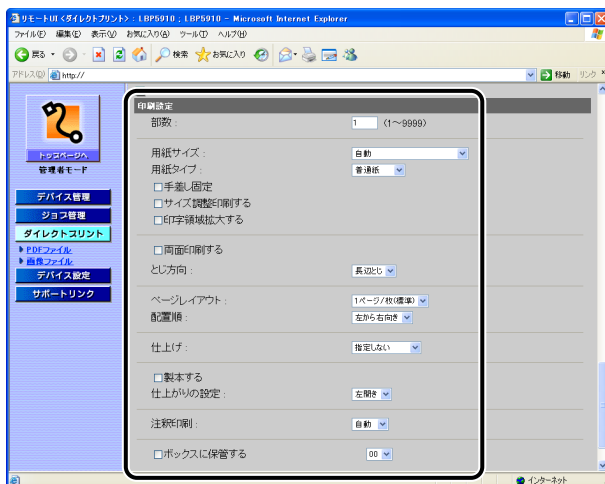 リモートUI <ダイレクトプリント> : LBP5910 ; LBP5910 - Microsoft Internet Explorer
ファイル(F) 編集(E) 表示(V) お気に入り(A) ツール(T) ヘルプ(H)
戻る 検索 お気に入り
アドレス(D) http:// 移動 リンク »
トップページへ
管理者モード
デバイス管理
ジョブ管理
ダイレクトプリント
PDFファイル
画像ファイル
デバイス設定
サポートリンク
印刷設定
部数 : 1 (1～9999)
用紙サイズ : 自動
用紙タイプ : 普通紙
手差し固定
サイズ調整印刷する
印字領域拡大する
両面印刷する
とじ方向 : 長辺とじ
ページレイアウト : 1ページ/枚(標準)
配置順 : 左から右向き
仕上げ : 指定しない
製本する
仕上がりの設定 : 左開き
注釈印刷 : 自動
ボックスに保管する 00
インターネット